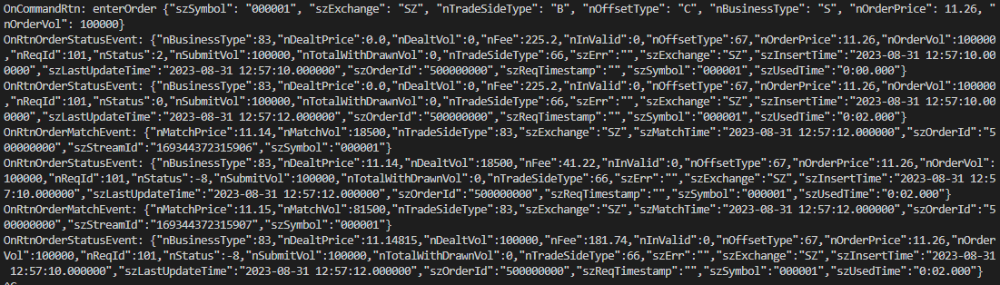 OnCommandRtn: enterOrder {"szSymbol": "000001", "szExchange": "SZ", "nTradeSideType": "B", "nOffsetType": "C", "nBusinessType": "S", "nOrderPrice": 11.26, "
nOrderVol": 100000}
OnRtnOrderStatusEvent: {"nBusinessType":83,"nDealtPrice":0.0,"nDealtVol":0,"nFee":225.2,"nInValid":0,"nOffsetType":67,"nOrderPrice":11.26,"nOrderVol":100000
,"nReqId":101,"nStatus":2,"nSubmitVol":100000,"nTotalWithDrawnVol":0,"nTradeSideType":66,"szErr":"","szExchange":"SZ","szInsertTime":"2023-08-31 12:57:10.00
0000","szLastUpdateTime":"2023-08-31 12:57:10.000000","szOrderId":"500000000","szReqTimestamp":"","szSymbol":"000001","szUsedTime":"0:00.000"}
OnRtnOrderStatusEvent: {"nBusinessType":83,"nDealtPrice":0.0,"nDealtVol":0,"nFee":225.2,"nInValid":0,"nOffsetType":67,"nOrderPrice":11.26,"nOrderVol":100000
,"nReqId":101,"nStatus":0,"nSubmitVol":100000,"nTotalWithDrawnVol":0,"nTradeSideType":66,"szErr":"","szExchange":"SZ","szInsertTime":"2023-08-31 12:57:10.00
0000","szLastUpdateTime":"2023-08-31 12:57:12.000000","szOrderId":"500000000","szReqTimestamp":"","szSymbol":"000001","szUsedTime":"0:02.000"}
OnRtnOrderMatchEvent: {"nMatchPrice":11.14,"nMatchVol":18500,"nTradeSideType":83,"szExchange":"SZ","szMatchTime":"2023-08-31 12:57:12.000000","szOrderId":"5
00000000","szStreamId":"169344372315906","szSymbol":"000001"}
OnRtnOrderStatusEvent: {"nBusinessType":83,"nDealtPrice":11.14,"nDealtVol":18500,"nFee":41.22,"nInValid":0,"nOffsetType":67,"nOrderPrice":11.26,"nOrderVol":
100000,"nReqId":101,"nStatus":-8,"nSubmitVol":100000,"nTotalWithDrawnVol":0,"nTradeSideType":66,"szErr":"","szExchange":"SZ","szInsertTime":"2023-08-31 12:5
7:10.000000","szLastUpdateTime":"2023-08-31 12:57:12.000000","szOrderId":"500000000","szReqTimestamp":"","szSymbol":"000001","szUsedTime":"0:02.000"}
OnRtnOrderMatchEvent: {"nMatchPrice":11.15,"nMatchVol":81500,"nTradeSideType":83,"szExchange":"SZ","szMatchTime":"2023-08-31 12:57:12.000000","szOrderId":"5
00000000","szStreamId":"169344372315907","szSymbol":"000001"}
OnRtnOrderStatusEvent: {"nBusinessType":83,"nDealtPrice":11.14815,"nDealtVol":100000,"nFee":181.74,"nInValid":0,"nOffsetType":67,"nOrderPrice":11.26,"nOrder
Vol":100000,"nReqId":101,"nStatus":-8,"nSubmitVol":100000,"nTotalWithDrawnVol":0,"nTradeSideType":66,"szErr":"","szExchange":"SZ","szInsertTime":"2023-08-31
 12:57:10.000000","szLastUpdateTime":"2023-08-31 12:57:12.000000","szOrderId":"500000000","szReqTimestamp":"","szSymbol":"000001","szUsedTime":"0:02.000"}